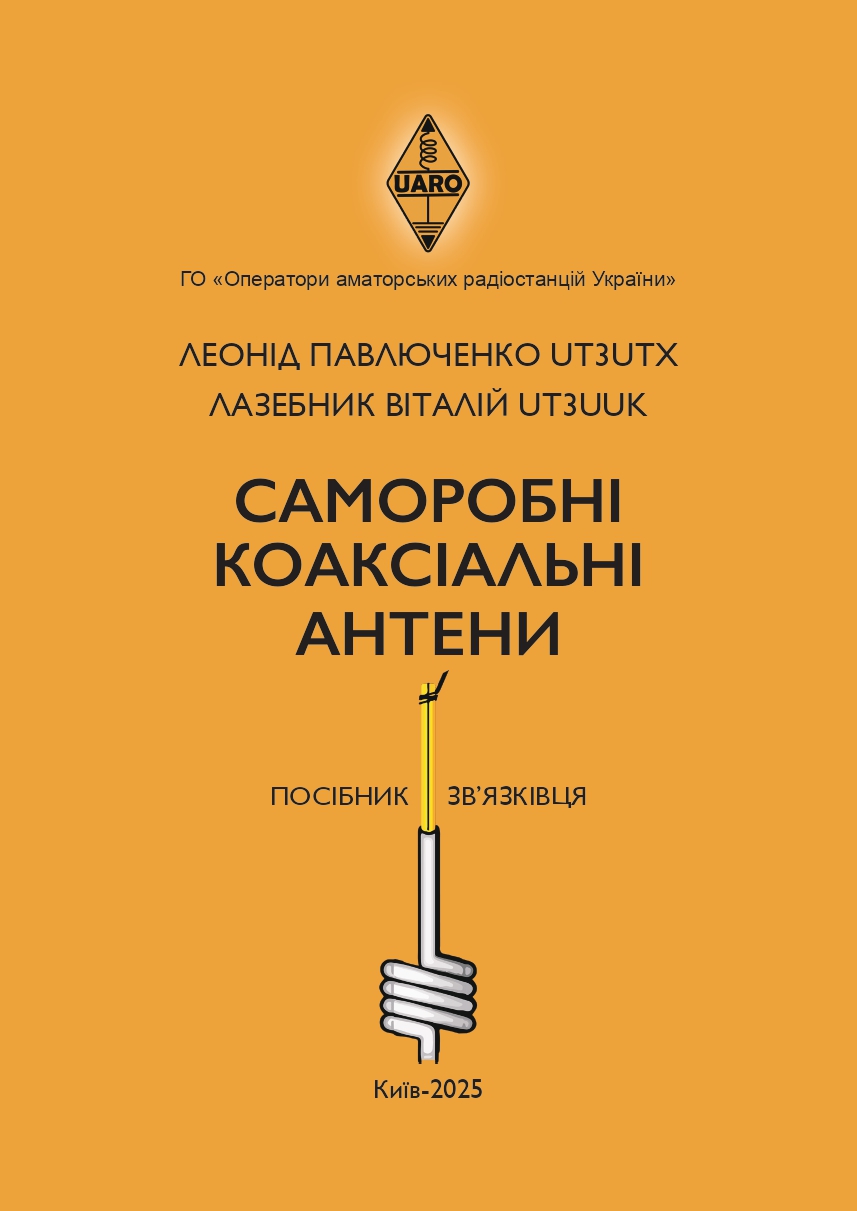 UARO
ГО «Оператори аматорських радіостанцій України»
ЛЕОНІД ПАВЛЮЧЕНКО UT3UTX
ЛАЗЕБНИК ВІТАЛІЙ UT3UUK
САМОРОБНІ
КОАКСІАЛЬНІ
АНТЕНИ
ПОСІБНИК ЗВ’ЯЗКІВЦЯ
Київ-2025